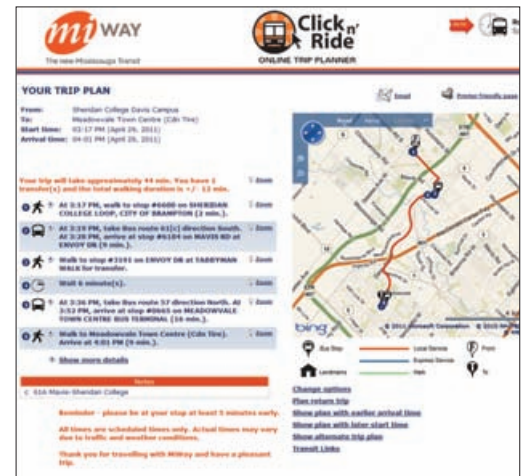 mi WAY
The new Mississauga Transit
Click n'
Ride
ONLINE TRIP PLANNER
YOUR TRIP PLAN
Email
Printer friendly page
From: Sheridan College Davis Campus
To: Meadowvale Town Centre (Cdn Tire)
Start time: 03:17 PM (April 29, 2011)
Arrival time: 04:01 PM (April 29, 2011)
Your trip will take approximately 44 min. You have 1
transfer(s) and the total walking duration is +/- 12 min.
Zoom
At 3:17 PM, walk to stop #6600 on SHERIDAN
COLLEGE LOOP, CITY OF BRAMPTON (2 min.).
Zoom
At 3:19 PM, take Bus route 61(c) direction South.
At 3:28 PM, arrive at stop #6104 on MAVIS RD at
ENVOY DR (9 min.).
Zoom
Walk to stop #3191 on ENVOY DR at TABBYMAN
WALK for transfer.
Zoom
Wait 6 minute(s).
Zoom
At 3:36 PM, take Bus route 57 direction North. At
3:52 PM, arrive at stop #0665 on MEADOWVALE
TOWN CENTRE BUS TERMINAL (16 min.).
Zoom
Walk to Meadowvale Town Centre (Cdn Tire).
Arrive at 4:01 PM (9 min.).
Zoom
Show more details
Notes
c 61A Mavis-Sheridan College
Reminder - please be at your stop at least 5 minutes early.
All times are scheduled times only. Actual times may vary
due to traffic and weather conditions.
Thank you for travelling with MiWay and have a pleasant
trip.
bing
© 2011 Microsoft Corporation
Bus Stop
Local Service
From
Express Service
Landmarks
Walk
To
Change options
Plan return trip
Show plan with earlier arrival time
Show plan with later start time
Show alternate trip plan
Transit Links